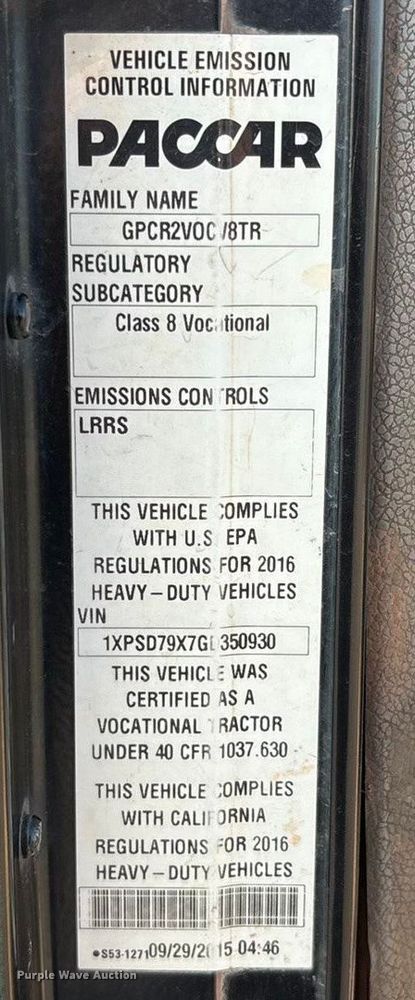 VEHICLE EMISSION
CONTROL INFORMATION
PACCAR
FAMILY NAME
GPCR2VOC V8TR
REGULATORY
SUBCATEGORY
Class 8 Vocational
EMISSIONS CONTROLS
LRRS
THIS VEHICLE COMPLIES
WITH U.S EPA
REGULATIONS FOR 2016
HEAVY-DUTY VEHICLES
VIN
THIS VEHICLE WAS
CERTIFIED AS A
VOCATIONAL TRACTOR
UNDER 40 CFR 1037.630
THIS VEHICLE COMPLIES
WITH CALIFORNIA
REGULATIONS FOR 2016
HEAVY-DUTY VEHICLES
S53-1271 09/29/2015 04:46
Purple Wave Auction